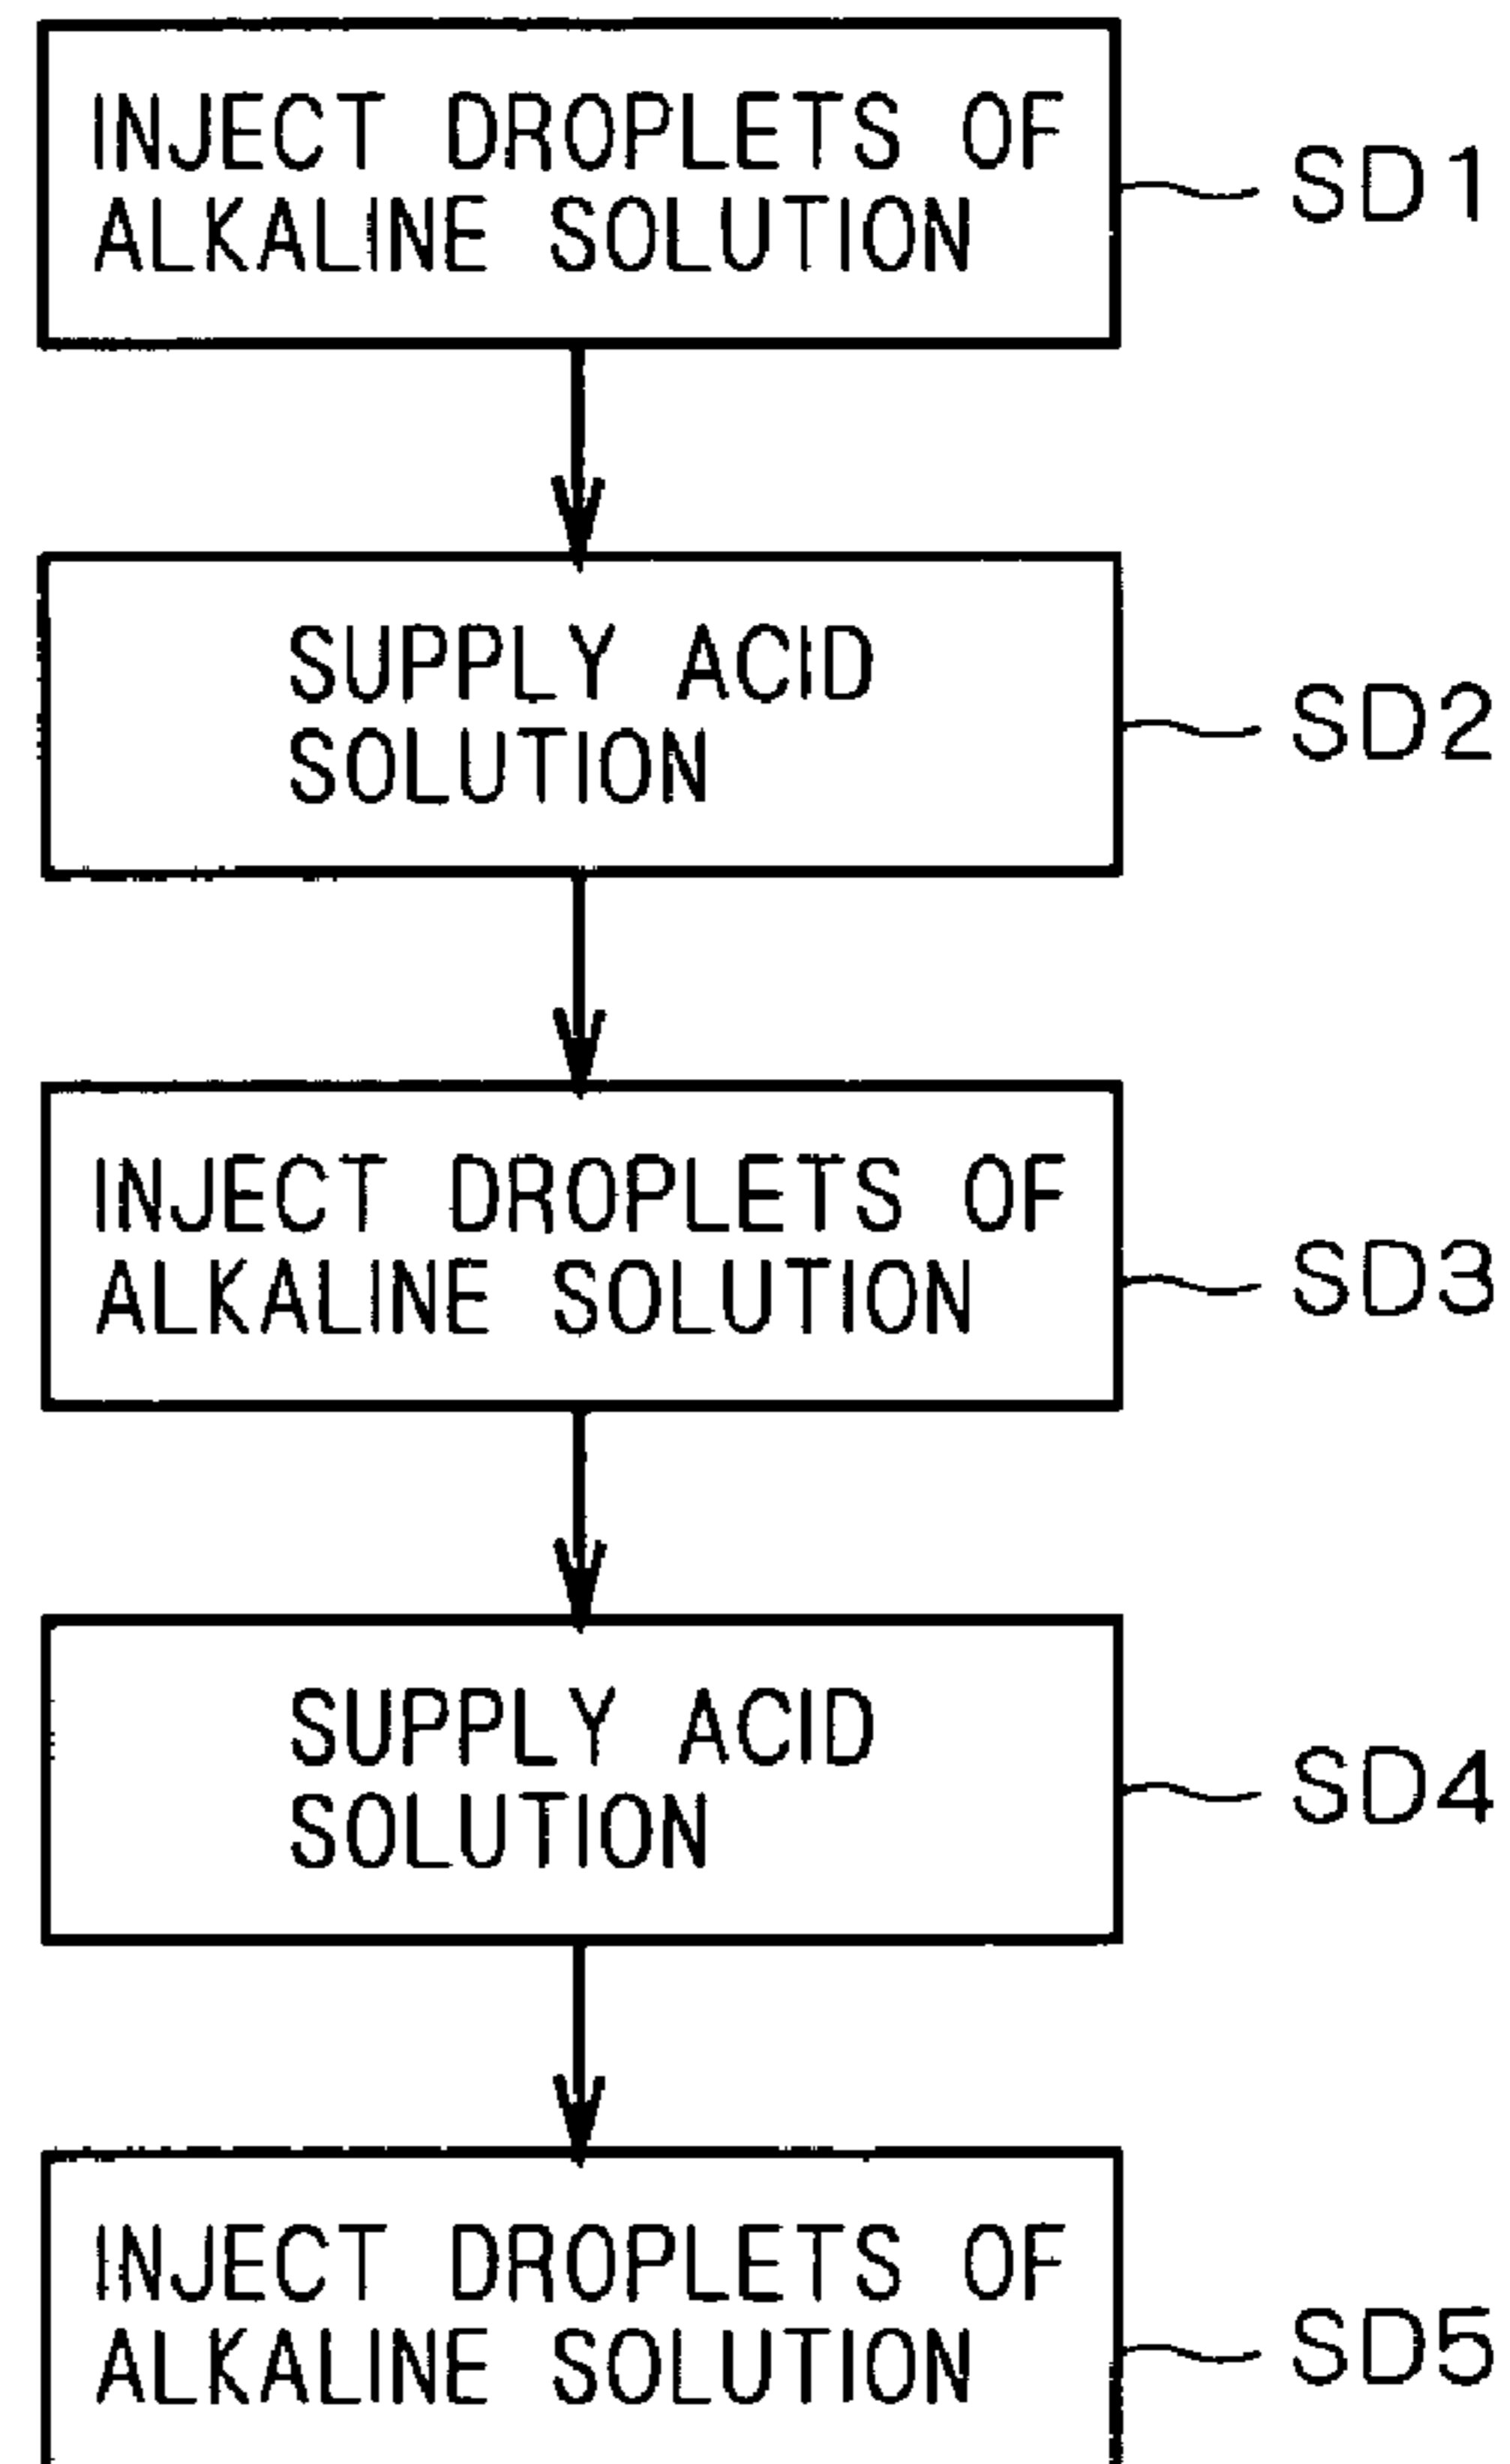 INJECT DROPLETS OF
ALKALINE SOLUTION
SD1
SUPPLY ACID
SOLUTION
SD2
INJECT DROPLETS OF
ALKALINE SOLUTION
SD3
SUPPLY ACID
SOLUTION
SD4
INJECT DROPLETS OF
ALKALINE SOLUTION
SD5